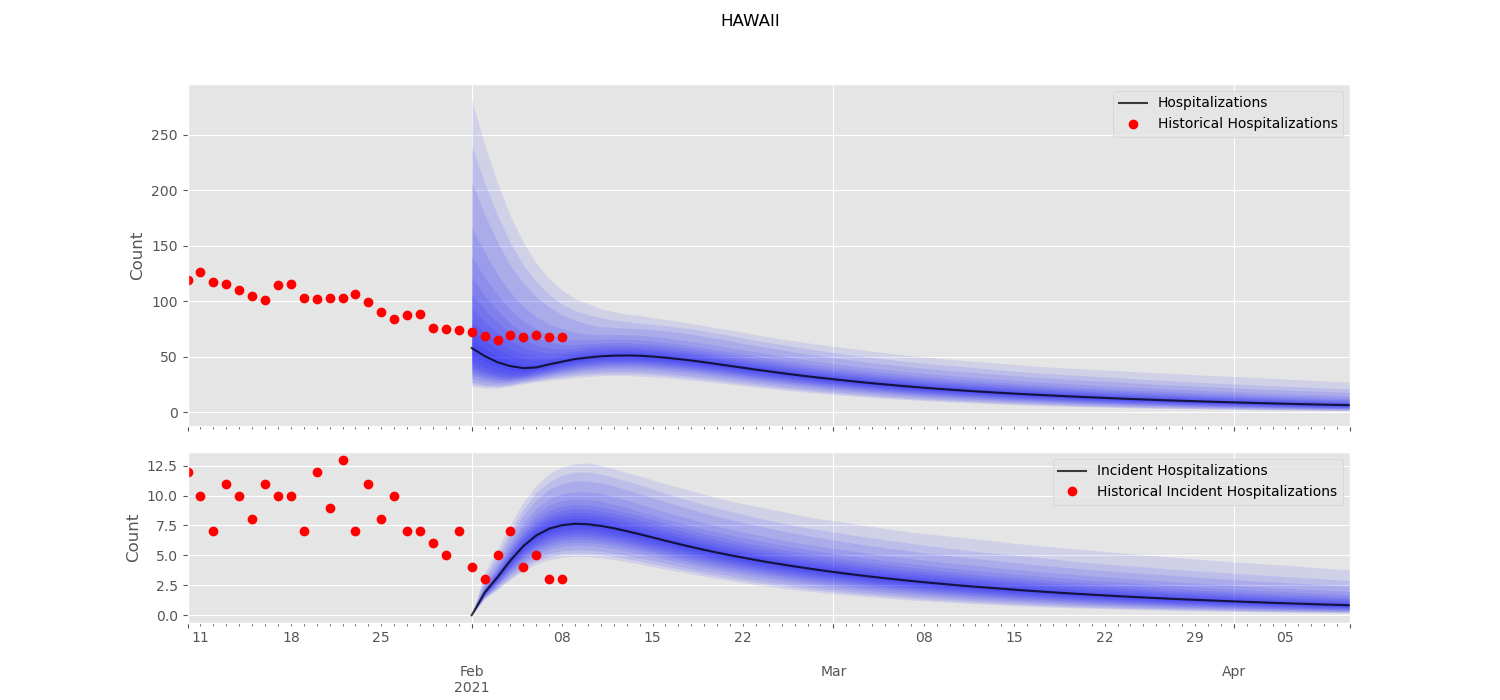 HAWAII
Hospitalizations
Historical Hospitalizations
Count
250
200
150
100
50
0
Incident Hospitalizations
Historical Incident Hospitalizations
Count
12.5
10.0
7.5
5.0
2.5
0.0
11 18 25 08 15 22 08 15 22 29 05
Feb Mar Apr
2021